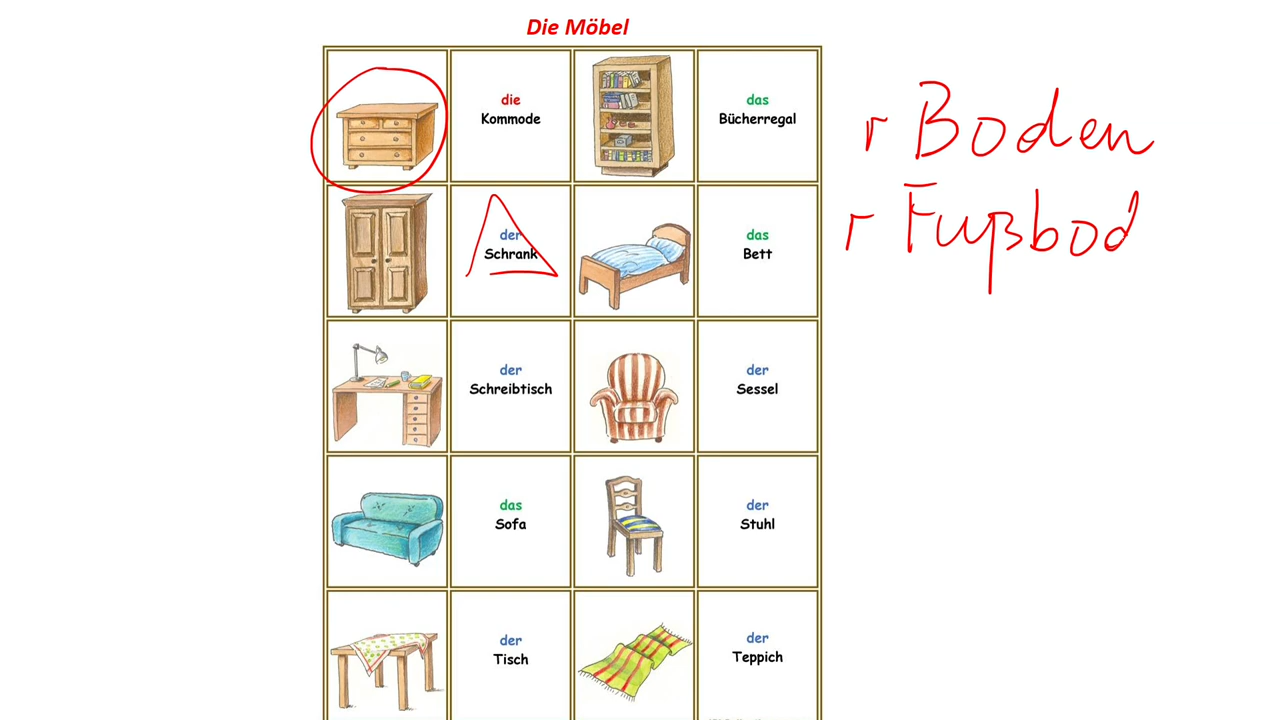 Die Möbel
die
Kommode
das
Bücherregal
der
Schrank
das
Bett
der
Schreibtisch
der
Sessel
das
Sofa
der
Stuhl
der
Tisch
der
Teppich
r Boden
r Fußbod